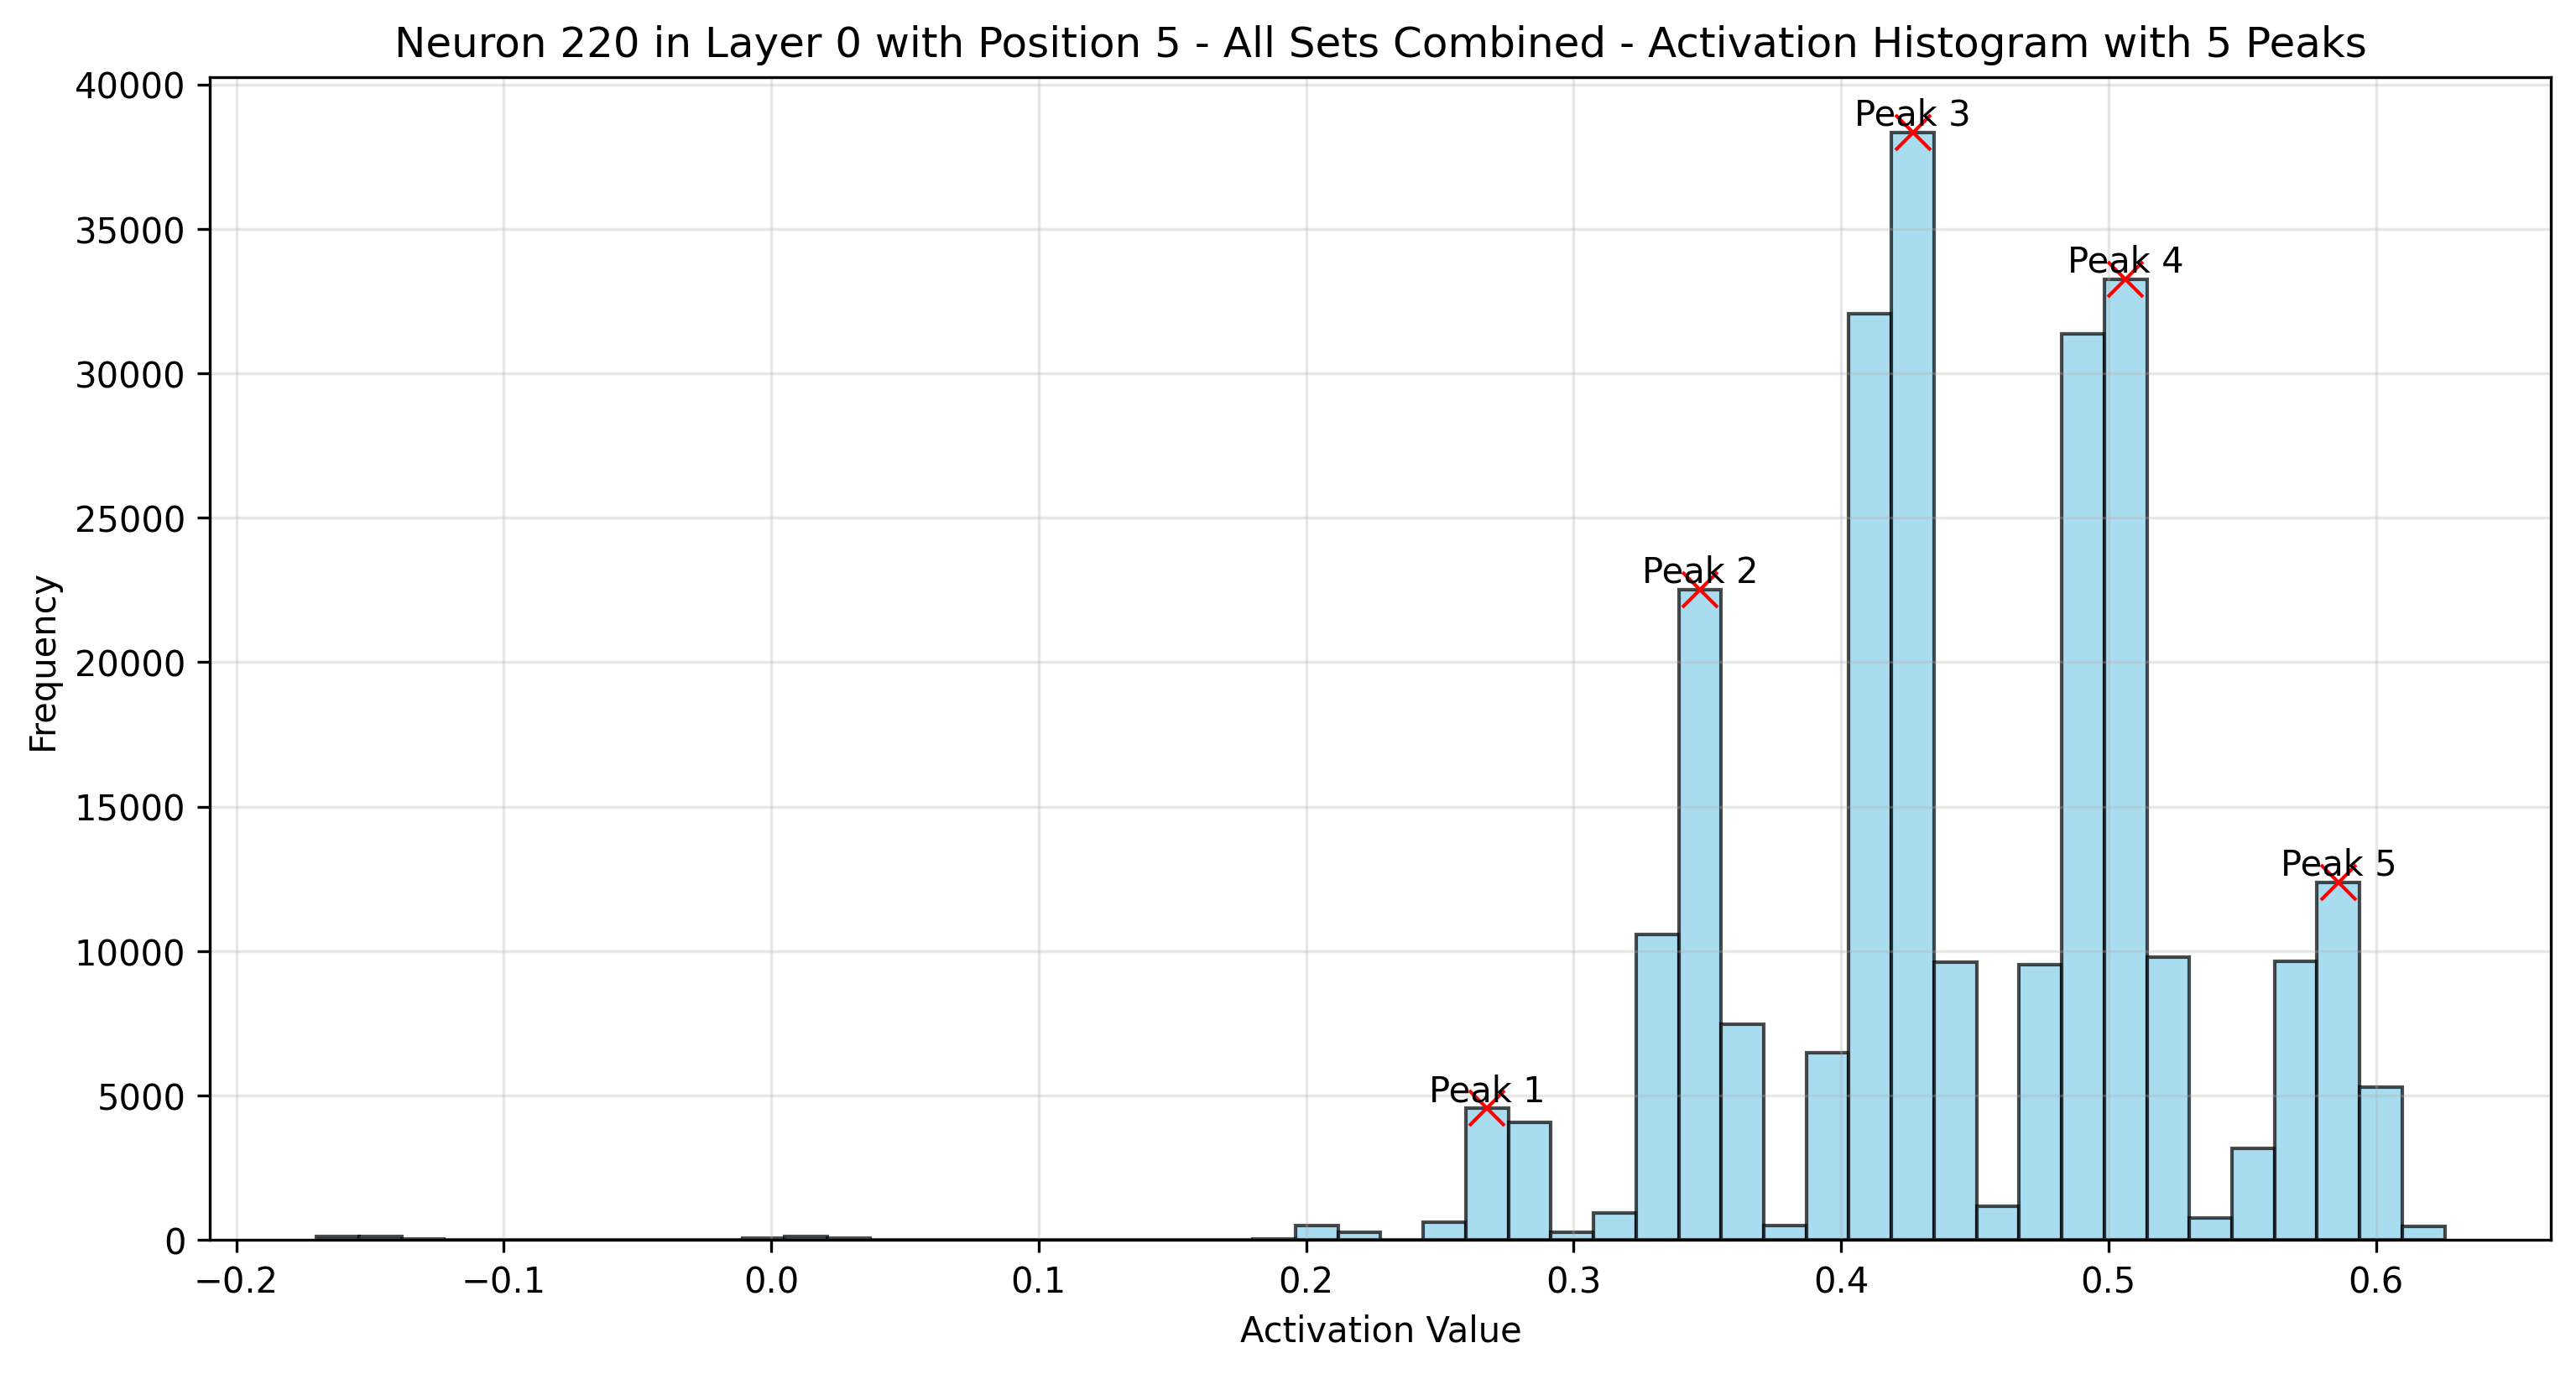 Neuron 220 in Layer 0 with Position 5 - All Sets Combined - Activation Histogram with 5 Peaks
40000
35000
30000
25000
20000
15000
10000
5000
0
Frequency
Peak 3
Peak 4
Peak 2
Peak 5
Peak 1
−0.2 −0.1 0.0 0.1 0.2 0.3 0.4 0.5 0.6
Activation Value